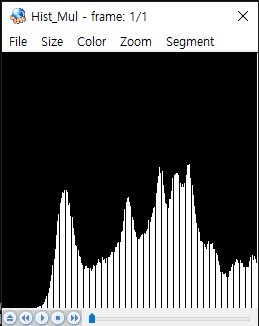 Hist_Mul - frame: 1/1
File Size Color Zoom Segment